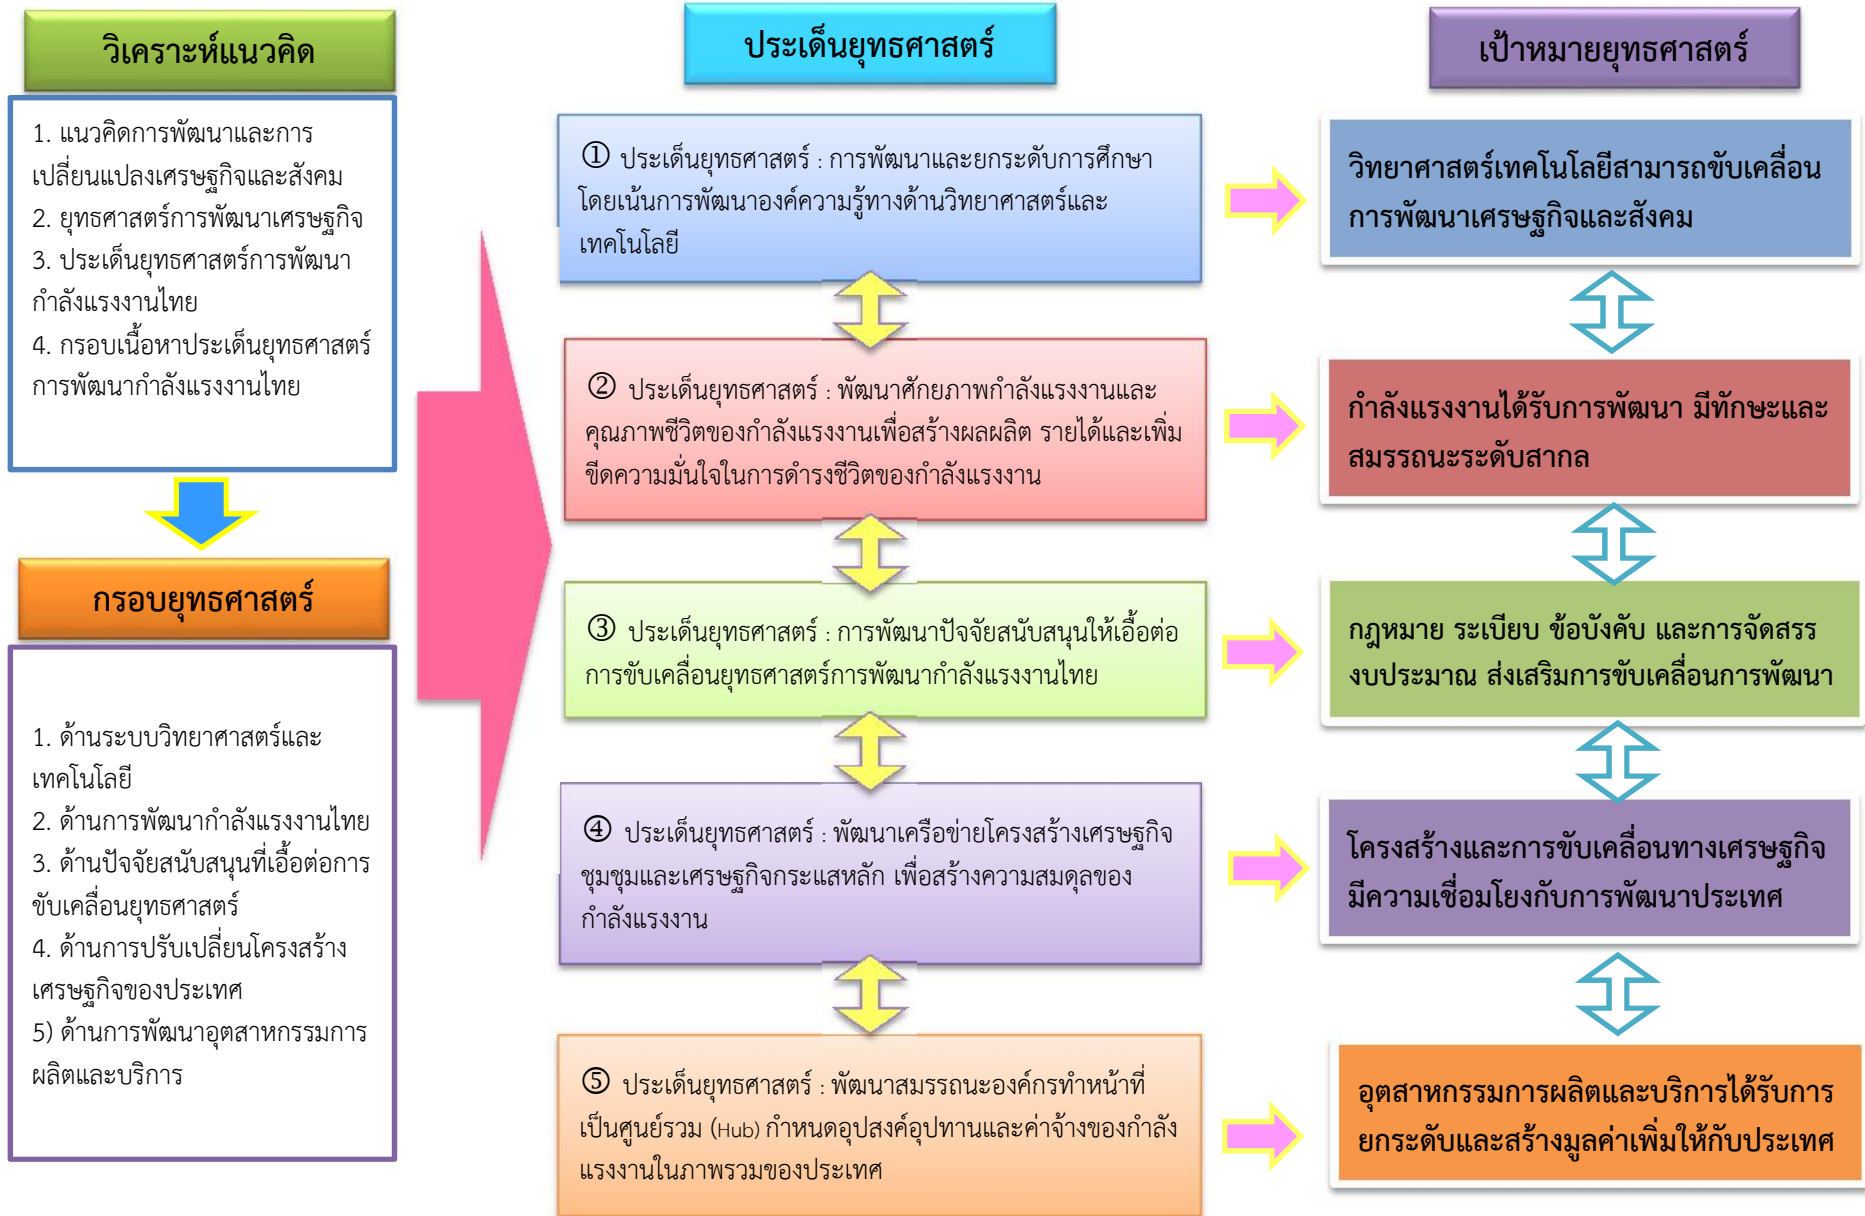 วิเคราะห์แนวคิด
1. แนวคิดการพัฒนาและการ
เปลี่ยนแปลงเศรษฐกิจและสังคม
2. ยุทธศาสตร์การพัฒนาเศรษฐกิจ
3. ประเด็นยุทธศาสตร์การพัฒนา
กำลังแรงงานไทย
4. กรอบเนื้อหาประเด็นยุทธศาสตร์
การพัฒนากำลังแรงงานไทย
กรอบยุทธศาสตร์
1. ด้านระบบวิทยาศาสตร์และ
เทคโนโลยี
2. ด้านการพัฒนากำลังแรงงานไทย
3. ด้านปัจจัยสนับสนุนที่เอื้อต่อการ
ขับเคลื่อนยุทธศาสตร์
4. ด้านการปรับเปลี่ยนโครงสร้าง
เศรษฐกิจของประเทศ
5) ด้านการพัฒนาอุตสาหกรรมการ
ผลิตและบริการ
ประเด็นยุทธศาสตร์
① ประเด็นยุทธศาสตร์ : การพัฒนาและยกระดับการศึกษา
โดยเน้นการพัฒนาองค์ความรู้ทางด้านวิทยาศาสตร์และ
เทคโนโลยี
② ประเด็นยุทธศาสตร์ : พัฒนาศักยภาพกำลังแรงงานและ
คุณภาพชีวิตของกำลังแรงงานเพื่อสร้างผลผลิต รายได้และเพิ่ม
ขีดความมั่นใจในการดำรงชีวิตของกำลังแรงงาน
③ ประเด็นยุทธศาสตร์ : การพัฒนาปัจจัยสนับสนุนให้เอื้อต่อ
การขับเคลื่อนยุทธศาสตร์การพัฒนากำลังแรงงานไทย
④ ประเด็นยุทธศาสตร์ : พัฒนาเครือข่ายโครงสร้างเศรษฐกิจ
ชุมชุมและเศรษฐกิจกระแสหลัก เพื่อสร้างความสมดุลของ
กำลังแรงงาน
⑤ ประเด็นยุทธศาสตร์ : พัฒนาสมรรถนะองค์กรทำหน้าที่
เป็นศูนย์รวม (Hub) กำหนดอุปสงค์อุปทานและค่าจ้างของกำลัง
แรงงานในภาพรวมของประเทศ
เป้าหมายยุทธศาสตร์
วิทยาศาสตร์เทคโนโลยีสามารถขับเคลื่อน
การพัฒนาเศรษฐกิจและสังคม
กำลังแรงงานได้รับการพัฒนา มีทักษะและ
สมรรถนะระดับสากล
กฎหมาย ระเบียบ ข้อบังคับ และการจัดสรร
งบประมาณ ส่งเสริมการขับเคลื่อนการพัฒนา
โครงสร้างและการขับเคลื่อนทางเศรษฐกิจ
มีความเชื่อมโยงกับการพัฒนาประเทศ
อุตสาหกรรมการผลิตและบริการได้รับการ
ยกระดับและสร้างมูลค่าเพิ่มให้กับประเทศ